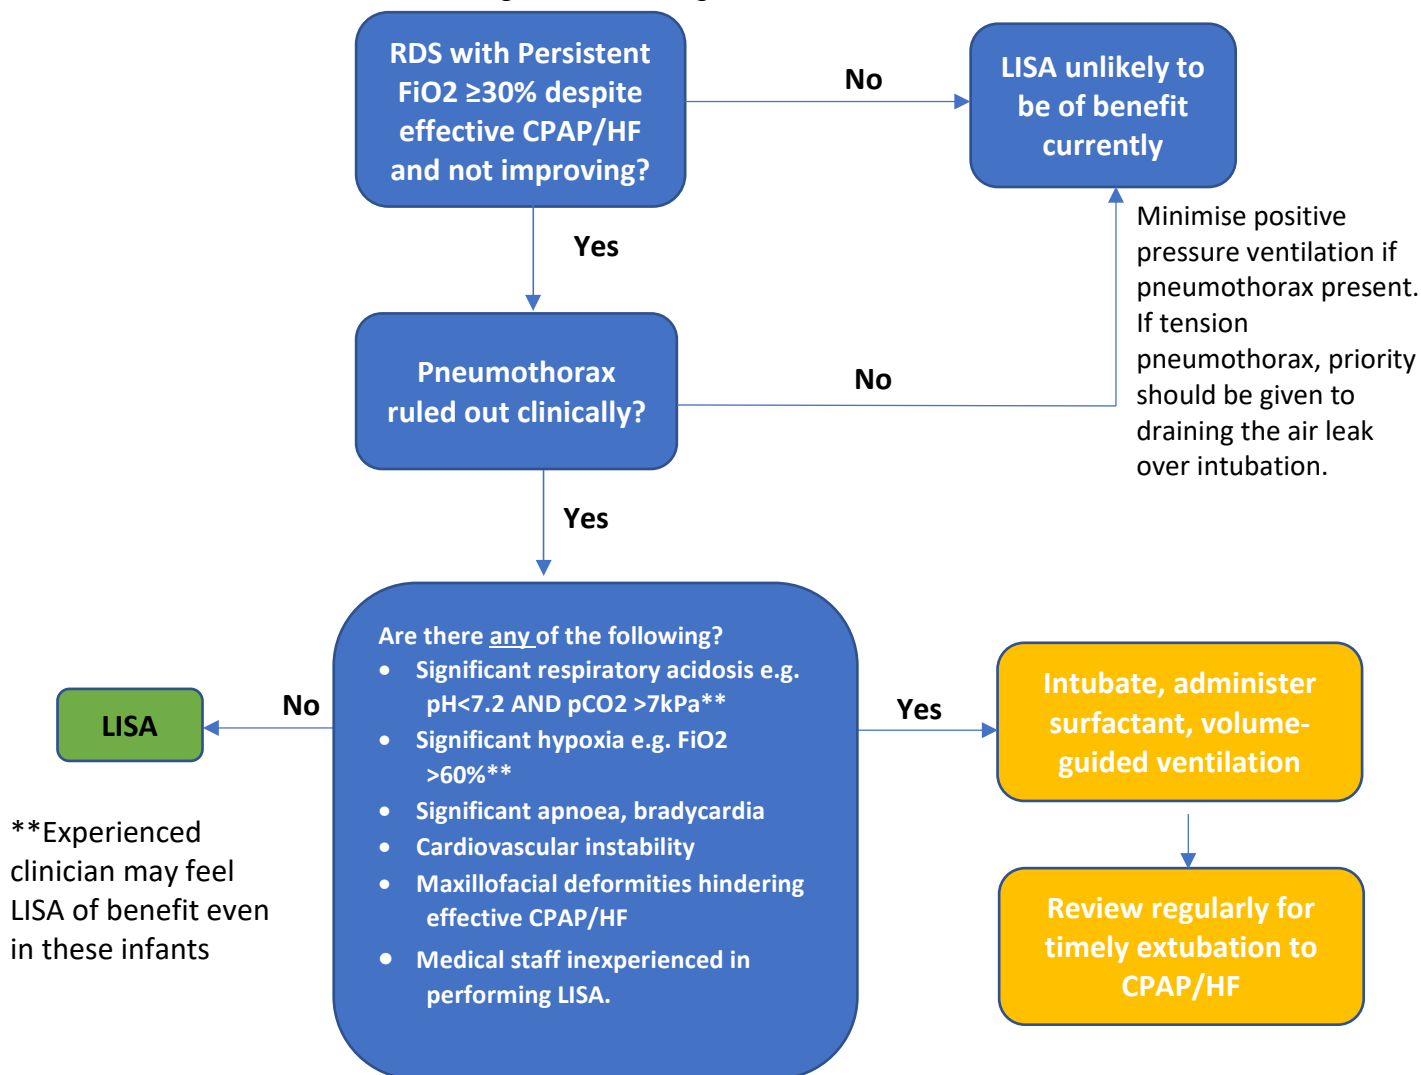 RDS with Persistent
FiO2 ≥30% despite
effective CPAP/HF
and not improving?
No
LISA unlikely to
be of benefit
currently
Yes
Minimise positive
pressure ventilation if
pneumothorax present.
If tension
pneumothorax, priority
should be given to
draining the air leak
over intubation.
Pneumothorax
ruled out clinically?
No
Yes
Are there any of the following?
• Significant respiratory acidosis e.g.
pH<7.2 AND pCO2 >7kPa**
• Significant hypoxia e.g. FiO2
>60%**
• Significant apnoea, bradycardia
• Cardiovascular instability
• Maxillofacial deformities hindering
effective CPAP/HF
• Medical staff inexperienced in
performing LISA.
No
LISA
**Experienced
clinician may feel
LISA of benefit even
in these infants
Yes
Intubate, administer
surfactant, volume-
guided ventilation
Review regularly for
timely extubation to
CPAP/HF